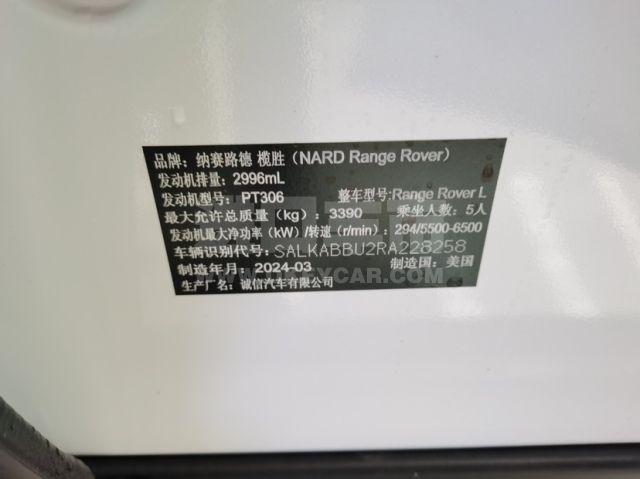 品牌：纳赛路德 榄胜（NARD Range Rover）
发动机排量：2996mL
发动机型号：PT306 整车型号：Range Rover L
最大允许总质量（kg）：3390 乘坐人数：5人
发动机最大净功率（kW）/转速（r/min）：294/5500-6500
车辆识别代号：SALKABBU2RA228258
制造年月：2024-03 制造国：美国
生产厂名：诚信汽车有限公司